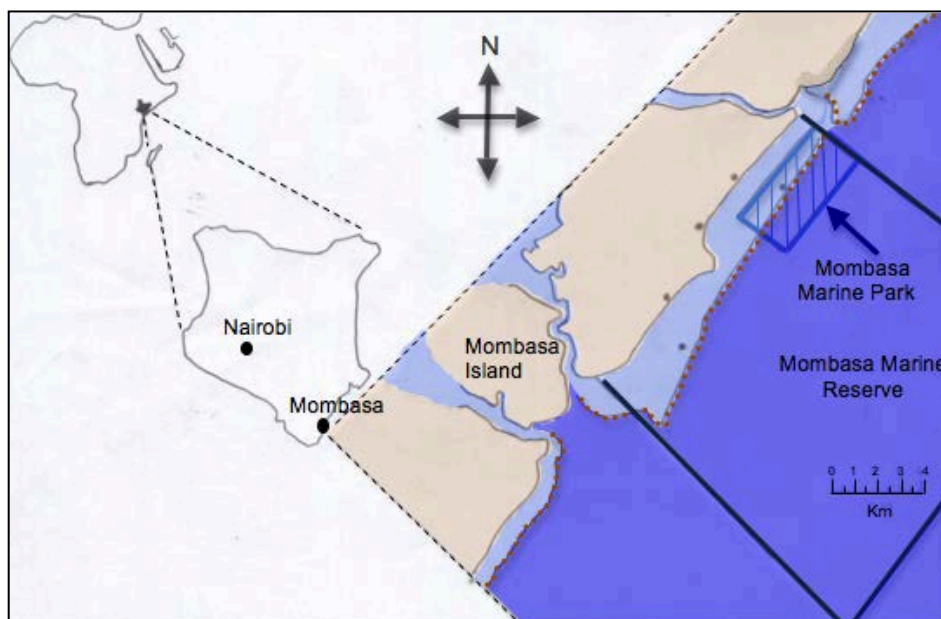 N
Nairobi
Mombasa
Mombasa
Island
Mombasa
Marine Park
Mombasa Marine
Reserve
0 1 2 3 4
Km